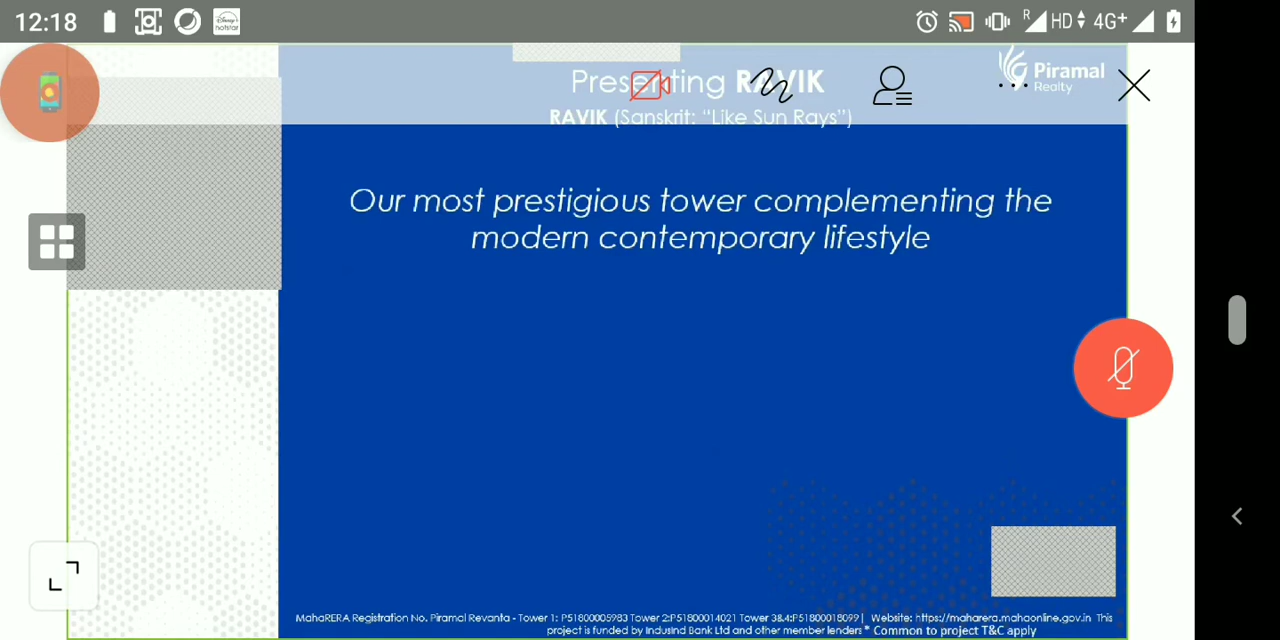 12:18
Disney+
hotstar
R
HD
4G+
Presenting RAVIK
Piramal
Realty
RAVIK (Sanskrit: “Like Sun Rays”)
Our most prestigious tower complementing the
modern contemporary lifestyle
MahaRERA Registration No. Piramal Revanta - Tower 1: P51800005983 Tower 2:P51800014021 Tower 3&4:P51800018099 | Website: https://maharera.mahaonline.gov.in This
project is funded by IndusInd Bank Ltd and other member lenders * Common to project T&C apply